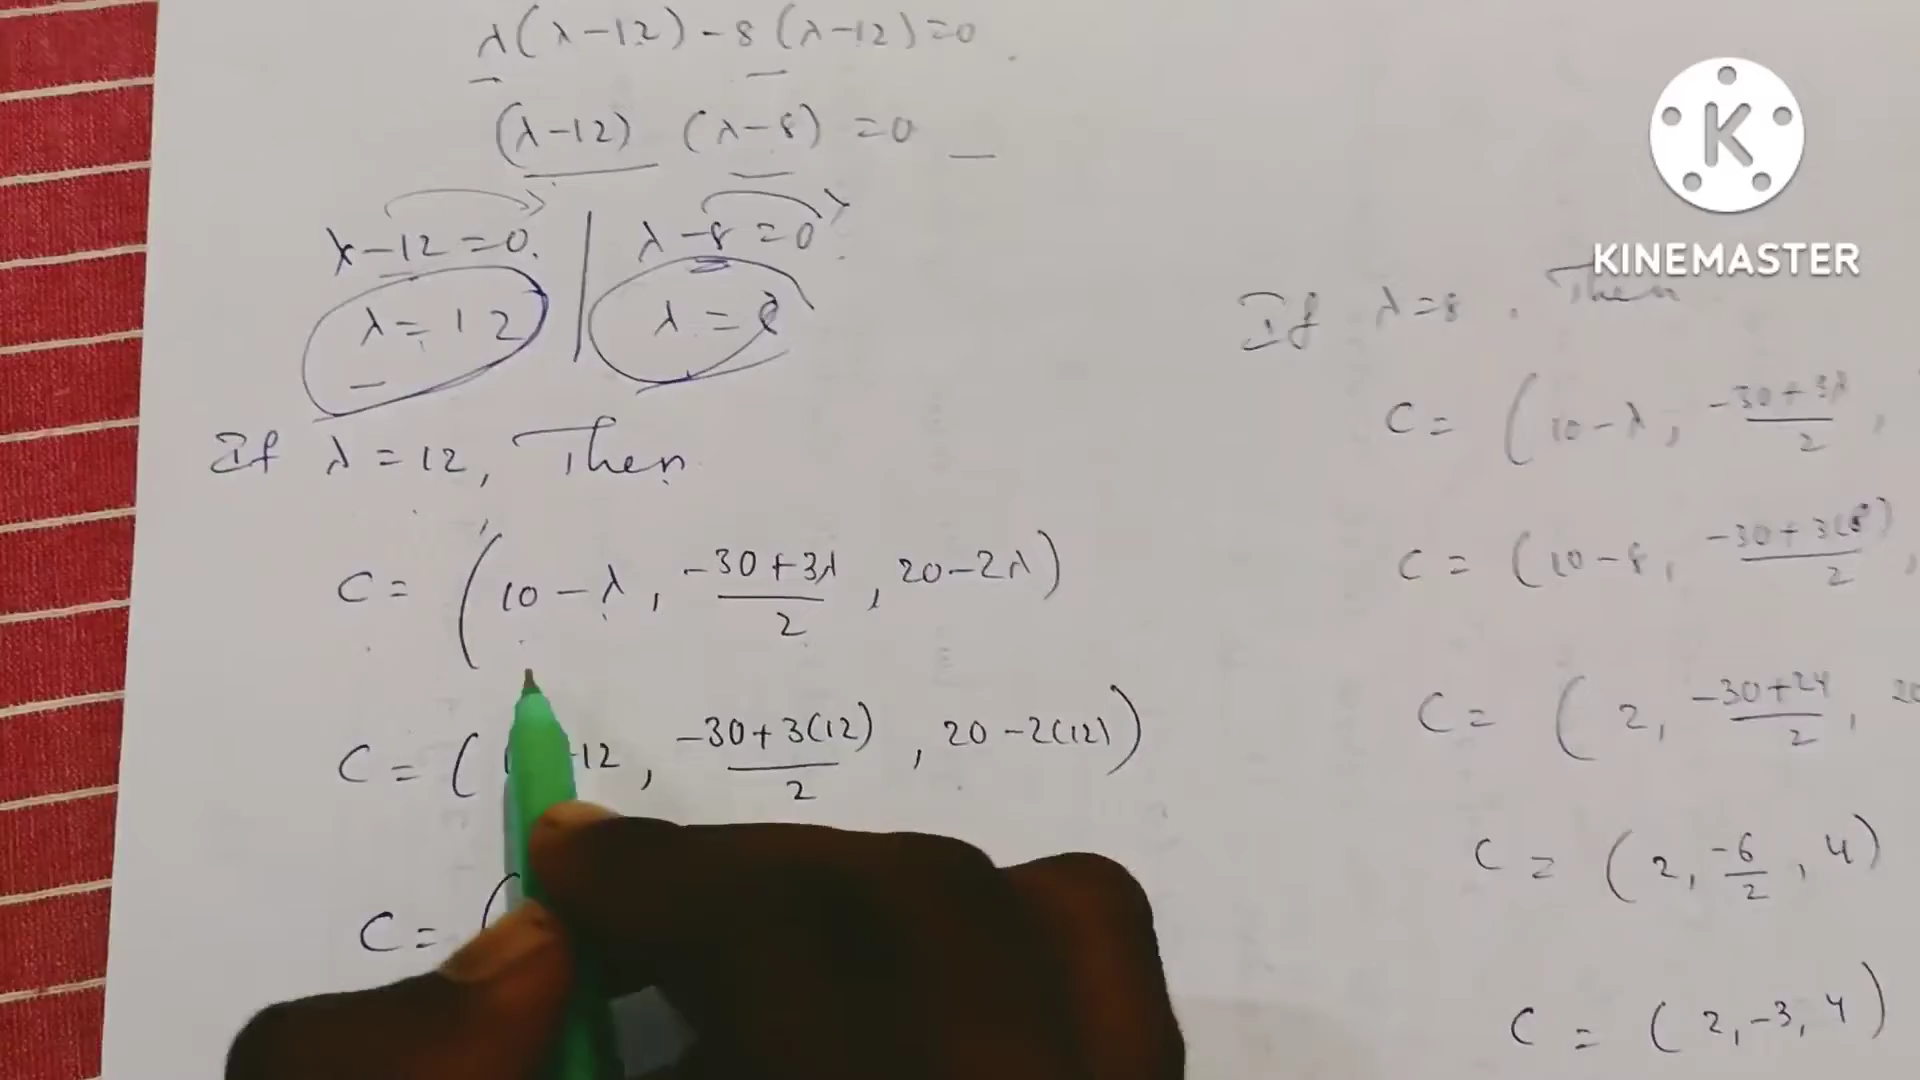 λ(λ-12)-8(λ-12)=0
(λ-12) (λ-8) =0
λ-12=0. | λ-8=0
λ=12 | λ=8
If λ=12, Then
C= (10-λ, -30+3λ/2, 20-2λ)
C=( -12, -30+3(12)/2, 20-2(12))
C=(
KINEMASTER
If λ=8. Then
C= (10-λ, -30+3λ/2,
C= (10-8, -30+3(8)/2,
C= (2, -30+24/2, 20
C= (2, -6/2, 4)
C= (2,-3,4)